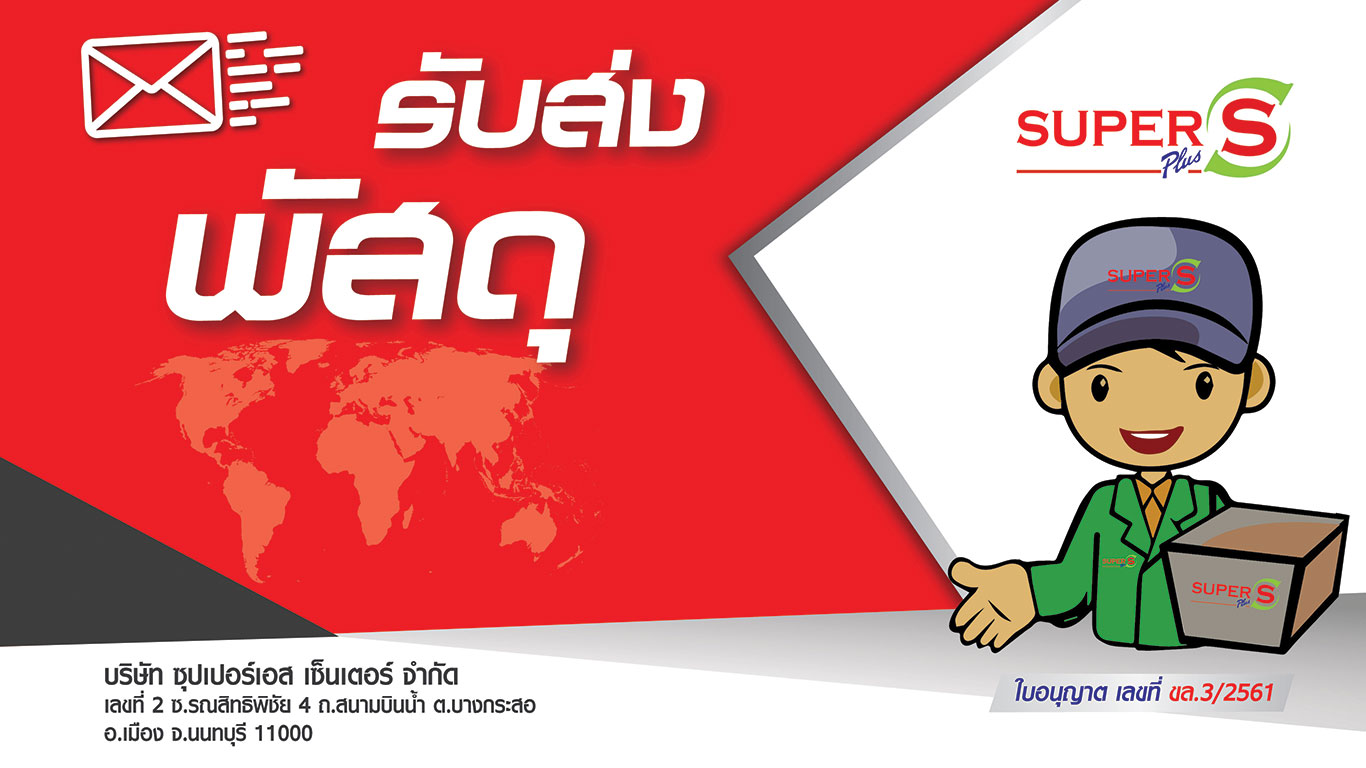 รับส่ง
พัสดุ
SUPER S
Plus
SUPER S
Plus
SUPER S
SUPER S
Plus
บริษัท ซุปเปอร์เอส เซ็นเตอร์ จำกัด
เลขที่ 2 ซ.รณสิทธิพิชัย 4 ถ.สนามบินน้ำ ต.บางกระสอ
อ.เมือง จ.นนทบุรี 11000
ใบอนุญาต เลขที่ ขล.3/2561